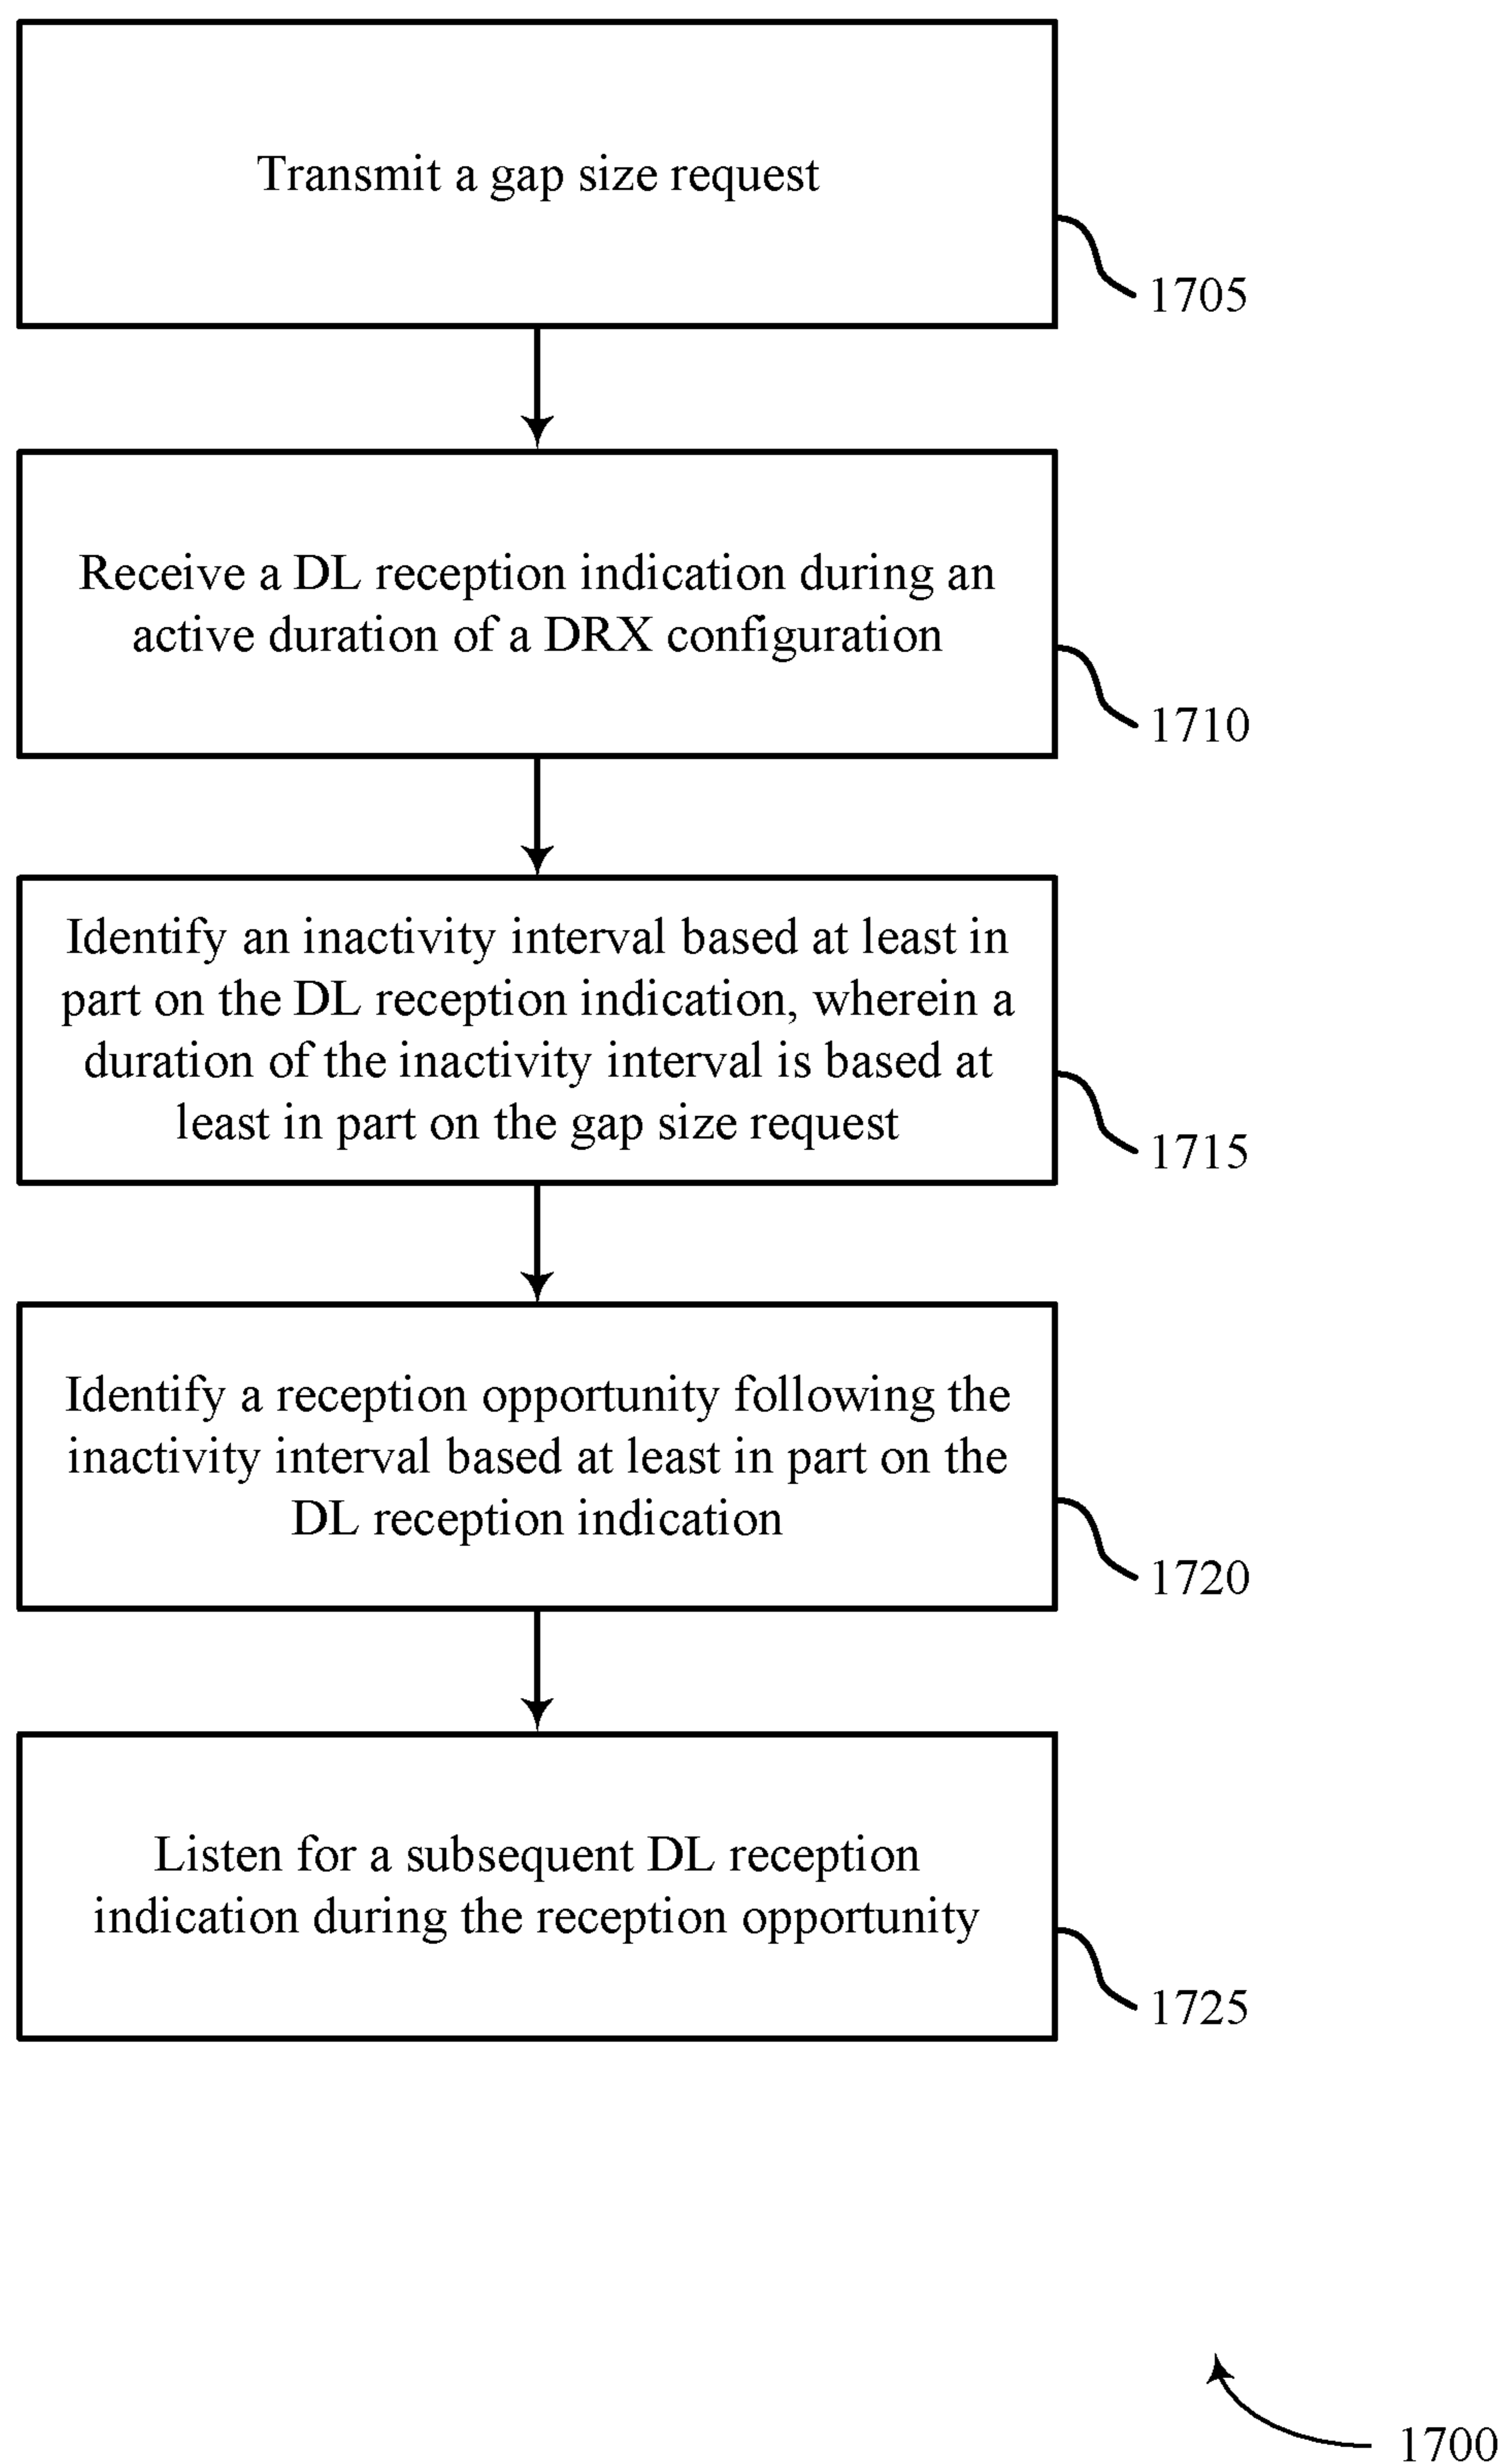 Transmit a gap size request
1705
Receive a DL reception indication during an
active duration of a DRX configuration
1710
Identify an inactivity interval based at least in
part on the DL reception indication, wherein a
duration of the inactivity interval is based at
least in part on the gap size request
1715
Identify a reception opportunity following the
inactivity interval based at least in part on the
DL reception indication
1720
Listen for a subsequent DL reception
indication during the reception opportunity
1725
1700